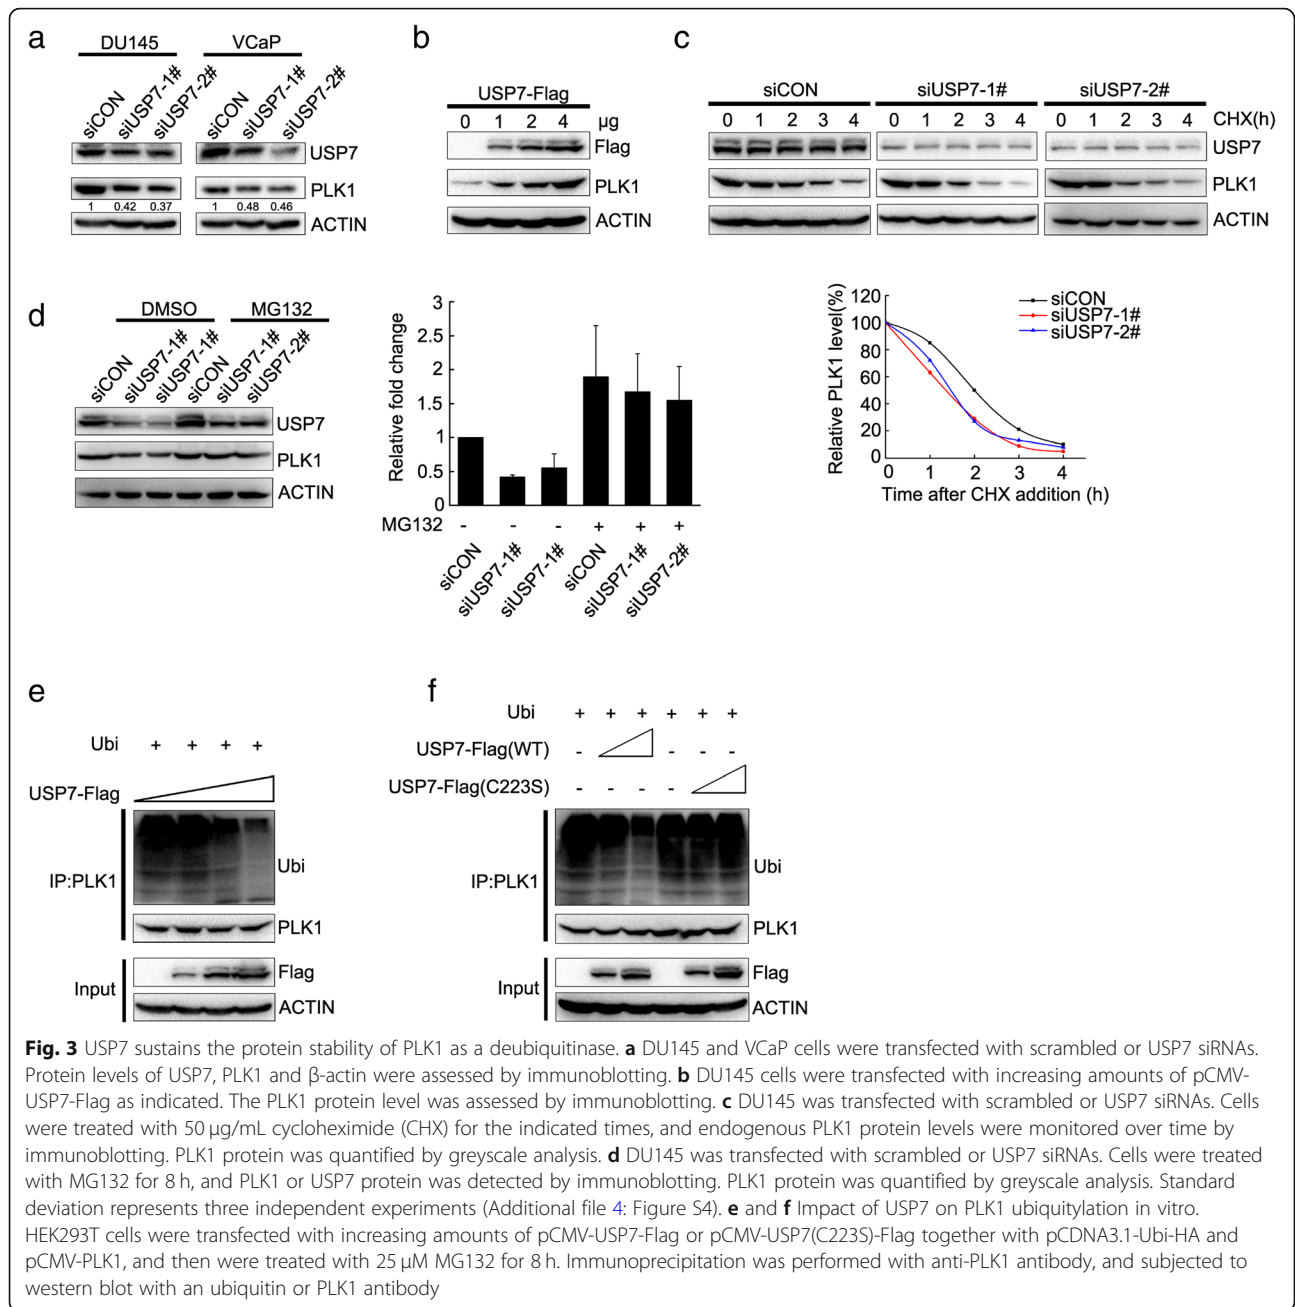 a
DU145 VCaP
siCON siUSP7-1# siUSP7-2# siCON siUSP7-1# siUSP7-2#
USP7
PLK1
1 0.42 0.37 1 0.48 0.46
ACTIN
b
USP7-Flag
0 1 2 4 µg
Flag
PLK1
ACTIN
c
siCON siUSP7-1# siUSP7-2#
0 1 2 3 4 0 1 2 3 4 0 1 2 3 4 CHX(h)
USP7
PLK1
ACTIN
120
100
80
60
40
20
0
Relative PLK1 level(%)
siCON
siUSP7-1#
siUSP7-2#
0 1 2 3 4
Time after CHX addition (h)
d
DMSO MG132
siCON siUSP7-1# siUSP7-1# siCON siUSP7-1# siUSP7-2#
USP7
PLK1
ACTIN
3
2.5
2
1.5
1
0.5
0
Relative fold change
MG132 - - - + + +
siCON siUSP7-1# siUSP7-1# siCON siUSP7-1# siUSP7-2#
e
Ubi + + + +
USP7-Flag
IP:PLK1
Ubi
PLK1
Input
Flag
ACTIN
f
Ubi + + + + + +
USP7-Flag(WT) - - - -
USP7-Flag(C223S) - - - -
IP:PLK1
Ubi
PLK1
Input
Flag
ACTIN
Fig. 3 USP7 sustains the protein stability of PLK1 as a deubiquitinase. a DU145 and VCaP cells were transfected with scrambled or USP7 siRNAs.
Protein levels of USP7, PLK1 and β-actin were assessed by immunoblotting. b DU145 cells were transfected with increasing amounts of pCMV-
USP7-Flag as indicated. The PLK1 protein level was assessed by immunoblotting. c DU145 was transfected with scrambled or USP7 siRNAs. Cells
were treated with 50 µg/mL cycloheximide (CHX) for the indicated times, and endogenous PLK1 protein levels were monitored over time by
immunoblotting. PLK1 protein was quantified by greyscale analysis. d DU145 was transfected with scrambled or USP7 siRNAs. Cells were treated
with MG132 for 8 h, and PLK1 or USP7 protein was detected by immunoblotting. PLK1 protein was quantified by greyscale analysis. Standard
deviation represents three independent experiments (Additional file 4: Figure S4). e and f Impact of USP7 on PLK1 ubiquitylation in vitro.
HEK293T cells were transfected with increasing amounts of pCMV-USP7-Flag or pCMV-USP7(C223S)-Flag together with pCDNA3.1-Ubi-HA and
pCMV-PLK1, and then were treated with 25 µM MG132 for 8 h. Immunoprecipitation was performed with anti-PLK1 antibody, and subjected to
western blot with an ubiquitin or PLK1 antibody